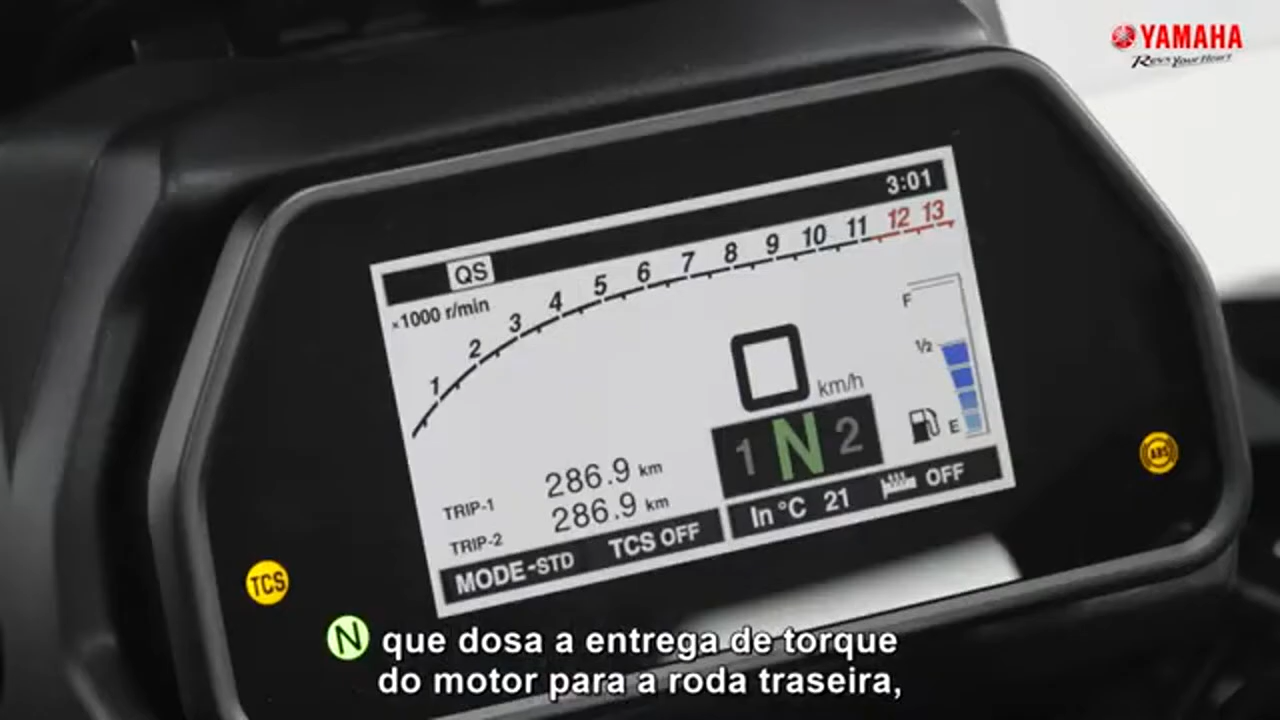 YAMAHA
Revs Your Heart
3:01
QS
×1000 r/min
1 2 3 4 5 6 7 8 9 10 11 12 13
F
1/2
E
0 km/h
1 N 2
TRIP-1 286.9 km
TRIP-2 286.9 km
MODE-STD TCS OFF In °C 21 OFF
TCS
ABS
N que dosa a entrega de torque
do motor para a roda traseira,